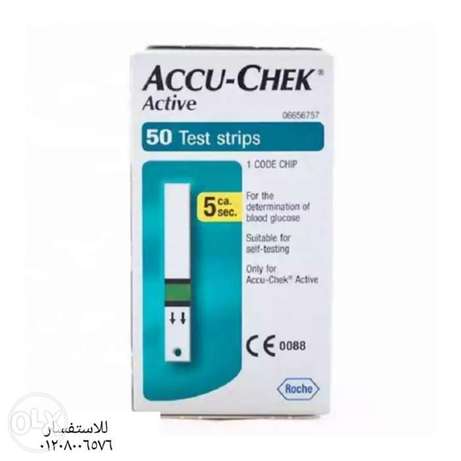 ACCU-CHEK®
Active
06656757
50 Test strips
1 CODE CHIP
5 ca. sec.
For the
determination of
blood glucose
Suitable for
self-testing
Only for
Accu-Chek® Active
CE 0088
Roche
OLX
للاستفسار
٠١٢٠٨٠٠٦٥٧٦